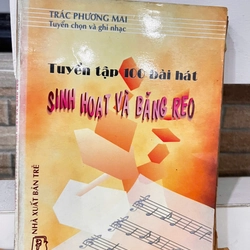 TRÁC PHƯƠNG MAI
Tuyển chọn và ghi nhạc
Tuyển tập 100 bài hát
SINH HOẠT VÀ BĂNG REO
NHÀ XUẤT BẢN TRẺ